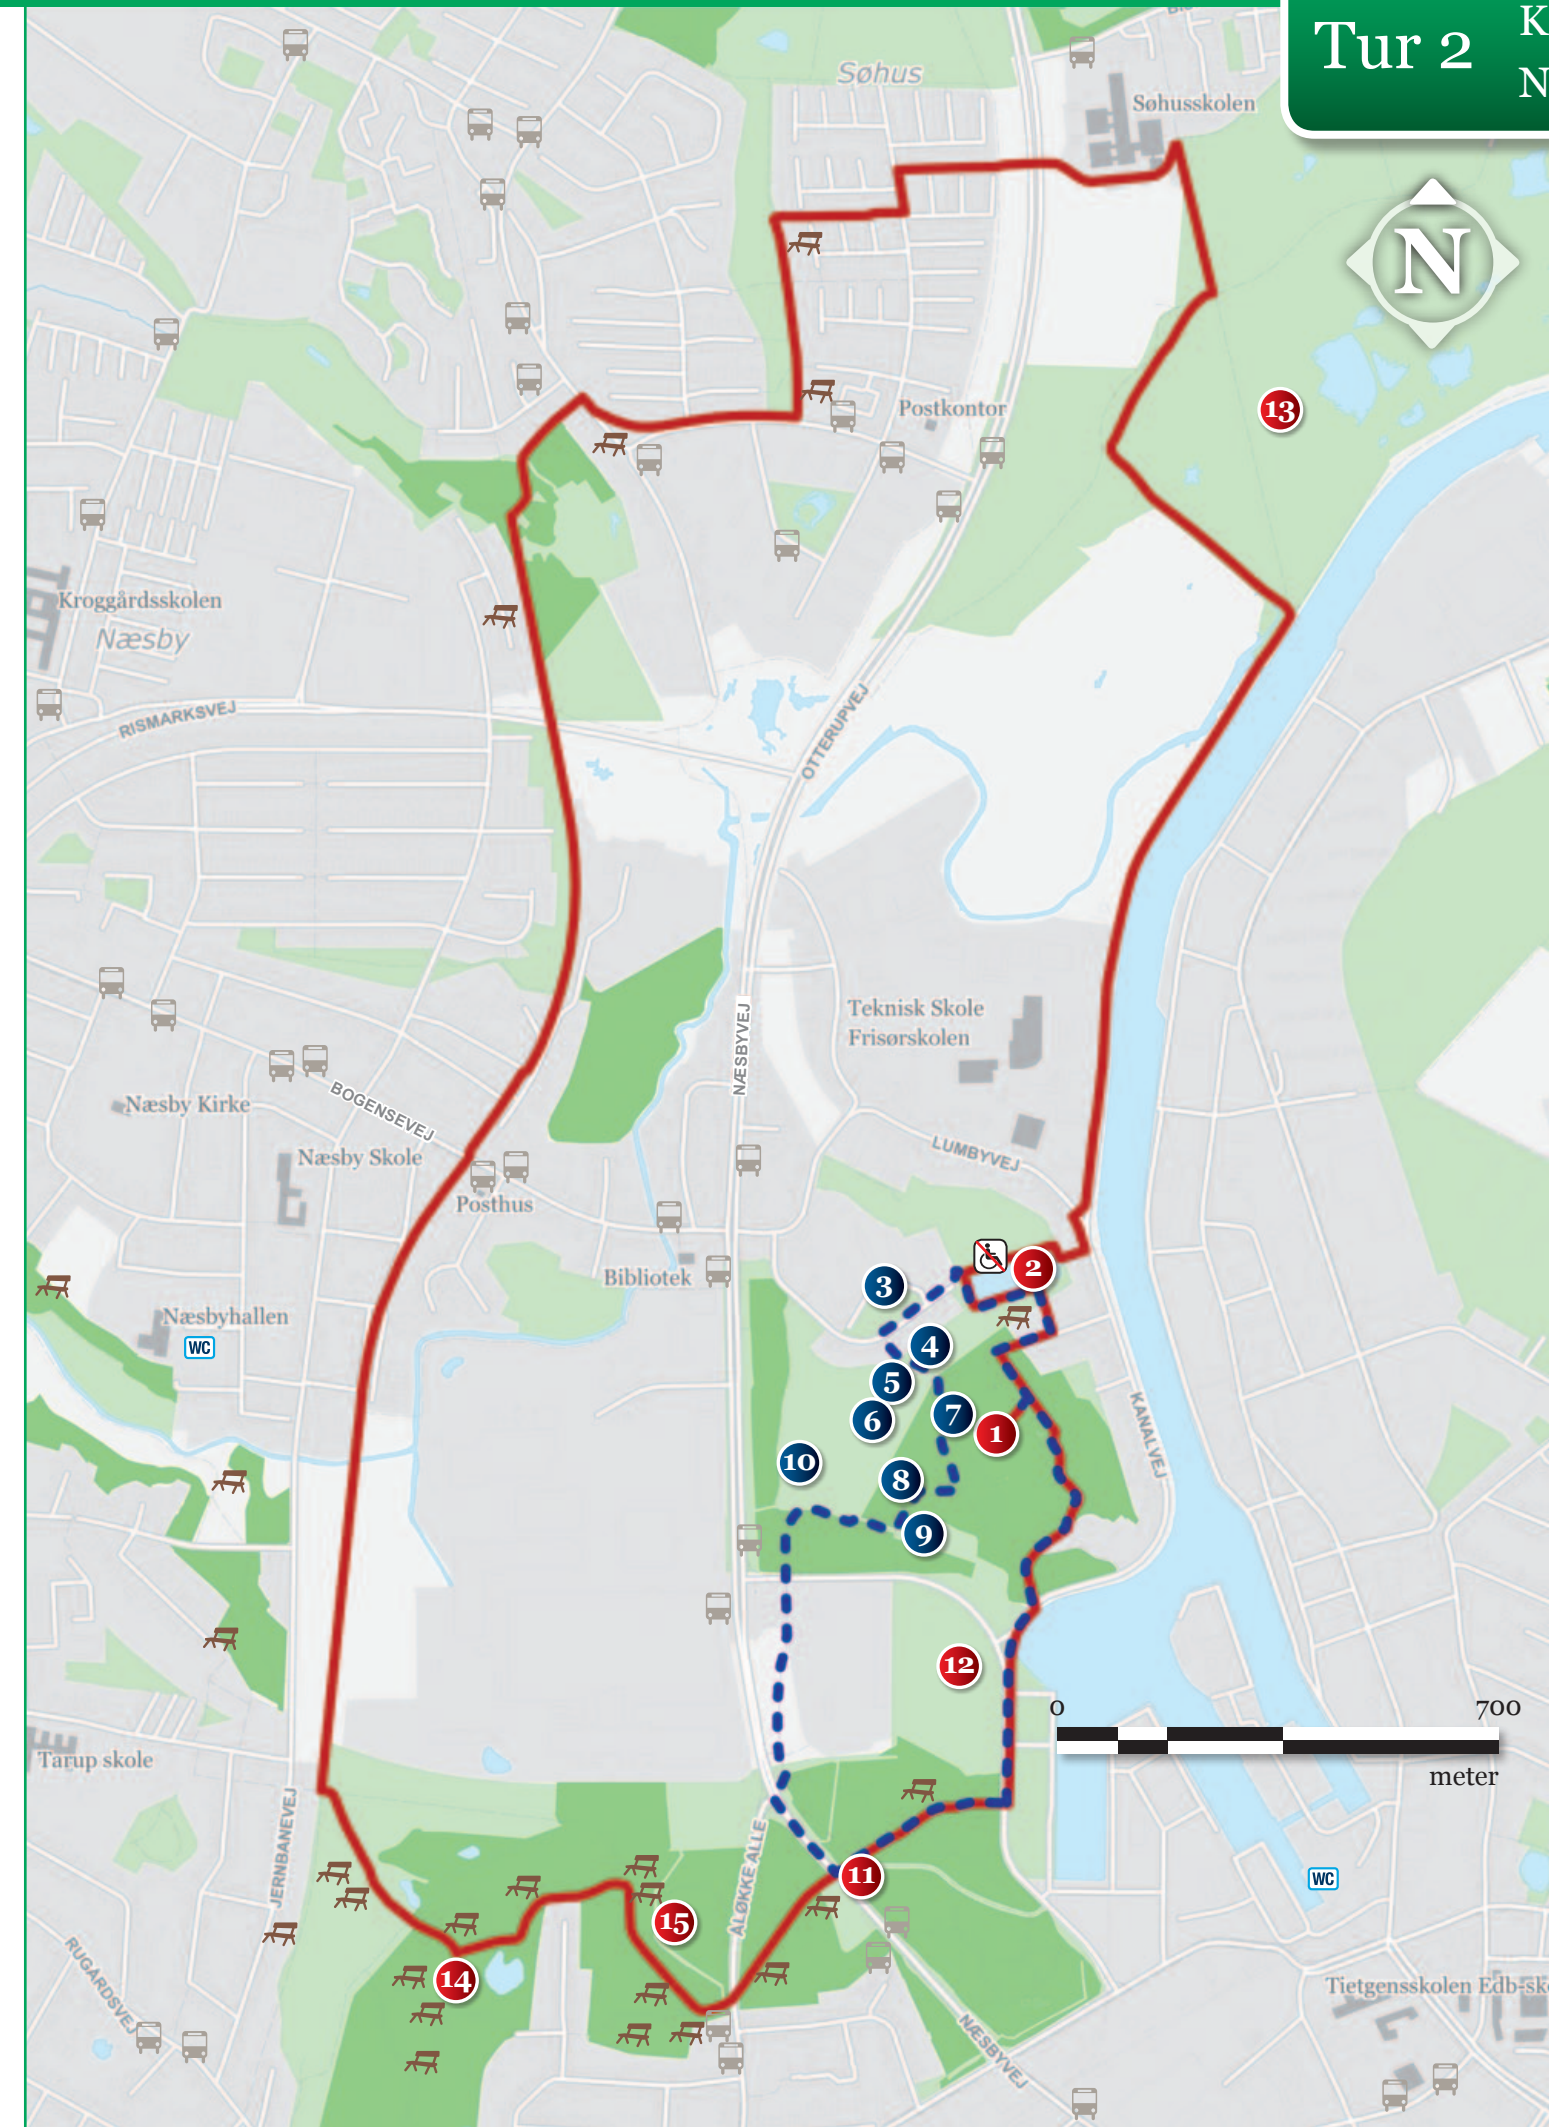 Tur 2
K
N
Søhus
Søhusskolen
N
13
Postkontor
Kroggårdsskolen
Næsby
RISMARKSVEJ
OTTERUPVEJ
Teknisk Skole
Frisørskolen
NÆSBYVEJ
BOGENSEVEJ
Næsby Kirke
Næsby Skole
LUMBYVEJ
Posthus
Bibliotek
2
3
Næsbyhallen
WC
4
5
6
7
1
KANALVEJ
10
8
9
12
0
700
meter
Tarup skole
JERNBANEVEJ
ALØKKE ALLE
11
WC
15
14
RUGÅRDSVEJ
Tietgensskolen Edb-sk
NÆSBYVEJ